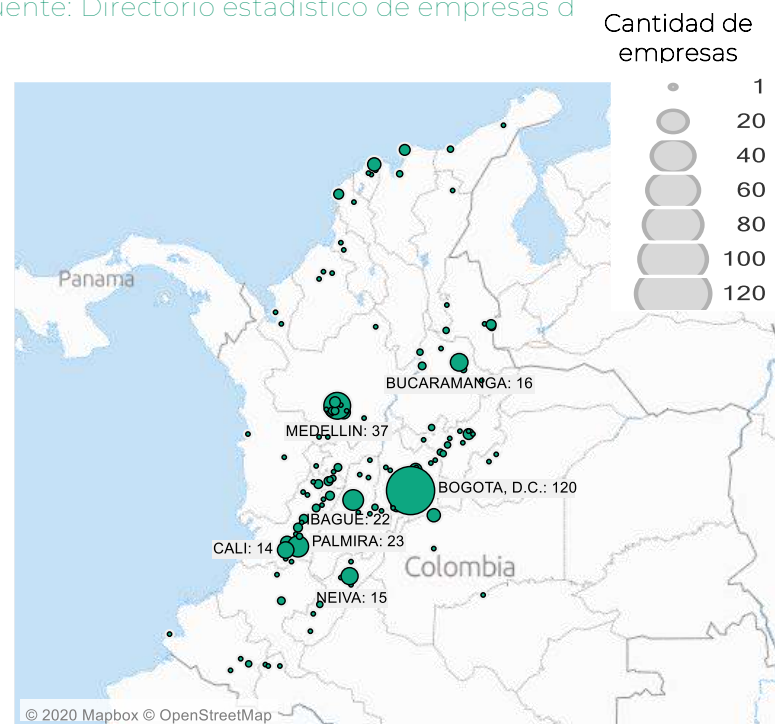 uente: Directorio estadístico de empresas d
Cantidad de
empresas
1
20
40
60
80
100
120
Panama
BUCARAMANGA: 16
MEDELLIN: 37
BOGOTA, D.C.: 120
IBAGUE: 22
PALMIRA: 23
CALI: 14
Colombia
NEIVA: 15
© 2020 Mapbox © OpenStreetMap